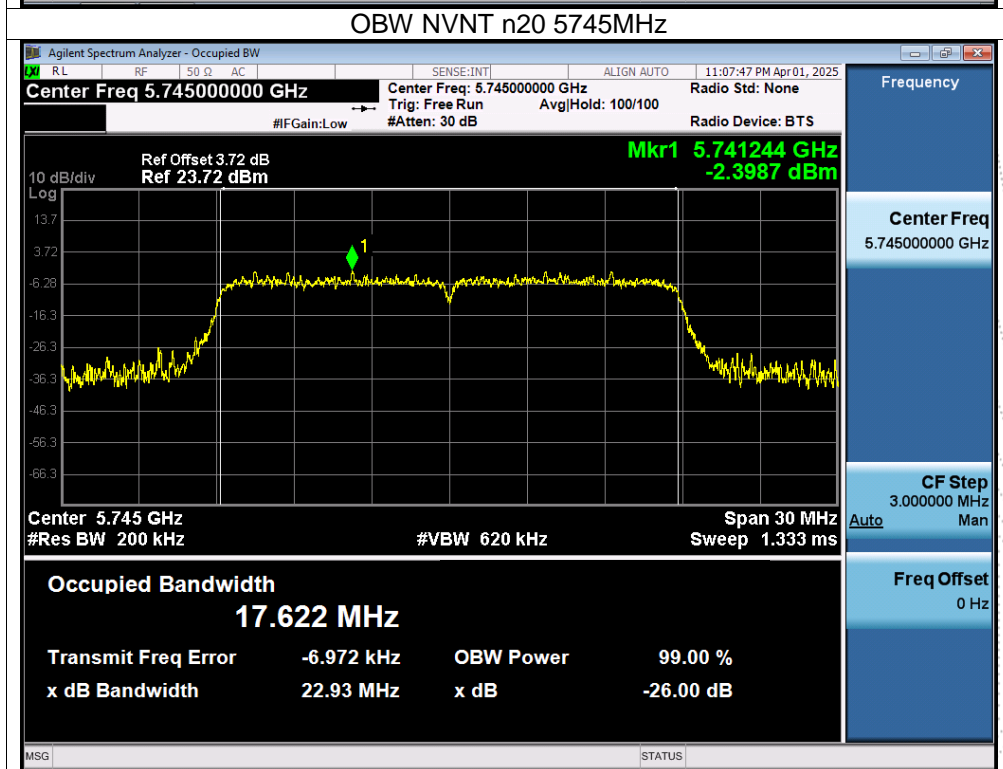 OBW NVNT n20 5745MHz
Agilent Spectrum Analyzer - Occupied BW
LXI RL RF 50 Ω AC SENSE:INT ALIGN AUTO 11:07:47 PM Apr 01, 2025
Center Freq 5.745000000 GHz
Center Freq: 5.745000000 GHz
Radio Std: None
Trig: Free Run Avg|Hold: 100/100
#IFGain:Low #Atten: 30 dB Radio Device: BTS
Mkr1 5.741244 GHz
-2.3987 dBm
Ref Offset 3.72 dB
10 dB/div Ref 23.72 dBm
Log
13.7
3.72
-6.28
-16.3
-26.3
-36.3
-46.3
-56.3
-66.3
1
Center 5.745 GHz Span 30 MHz
#Res BW 200 kHz #VBW 620 kHz Sweep 1.333 ms
Occupied Bandwidth
17.622 MHz
Transmit Freq Error -6.972 kHz OBW Power 99.00 %
x dB Bandwidth 22.93 MHz x dB -26.00 dB
MSG STATUS
Frequency
Center Freq
5.745000000 GHz
CF Step
3.000000 MHz
Auto Man
Freq Offset
0 Hz